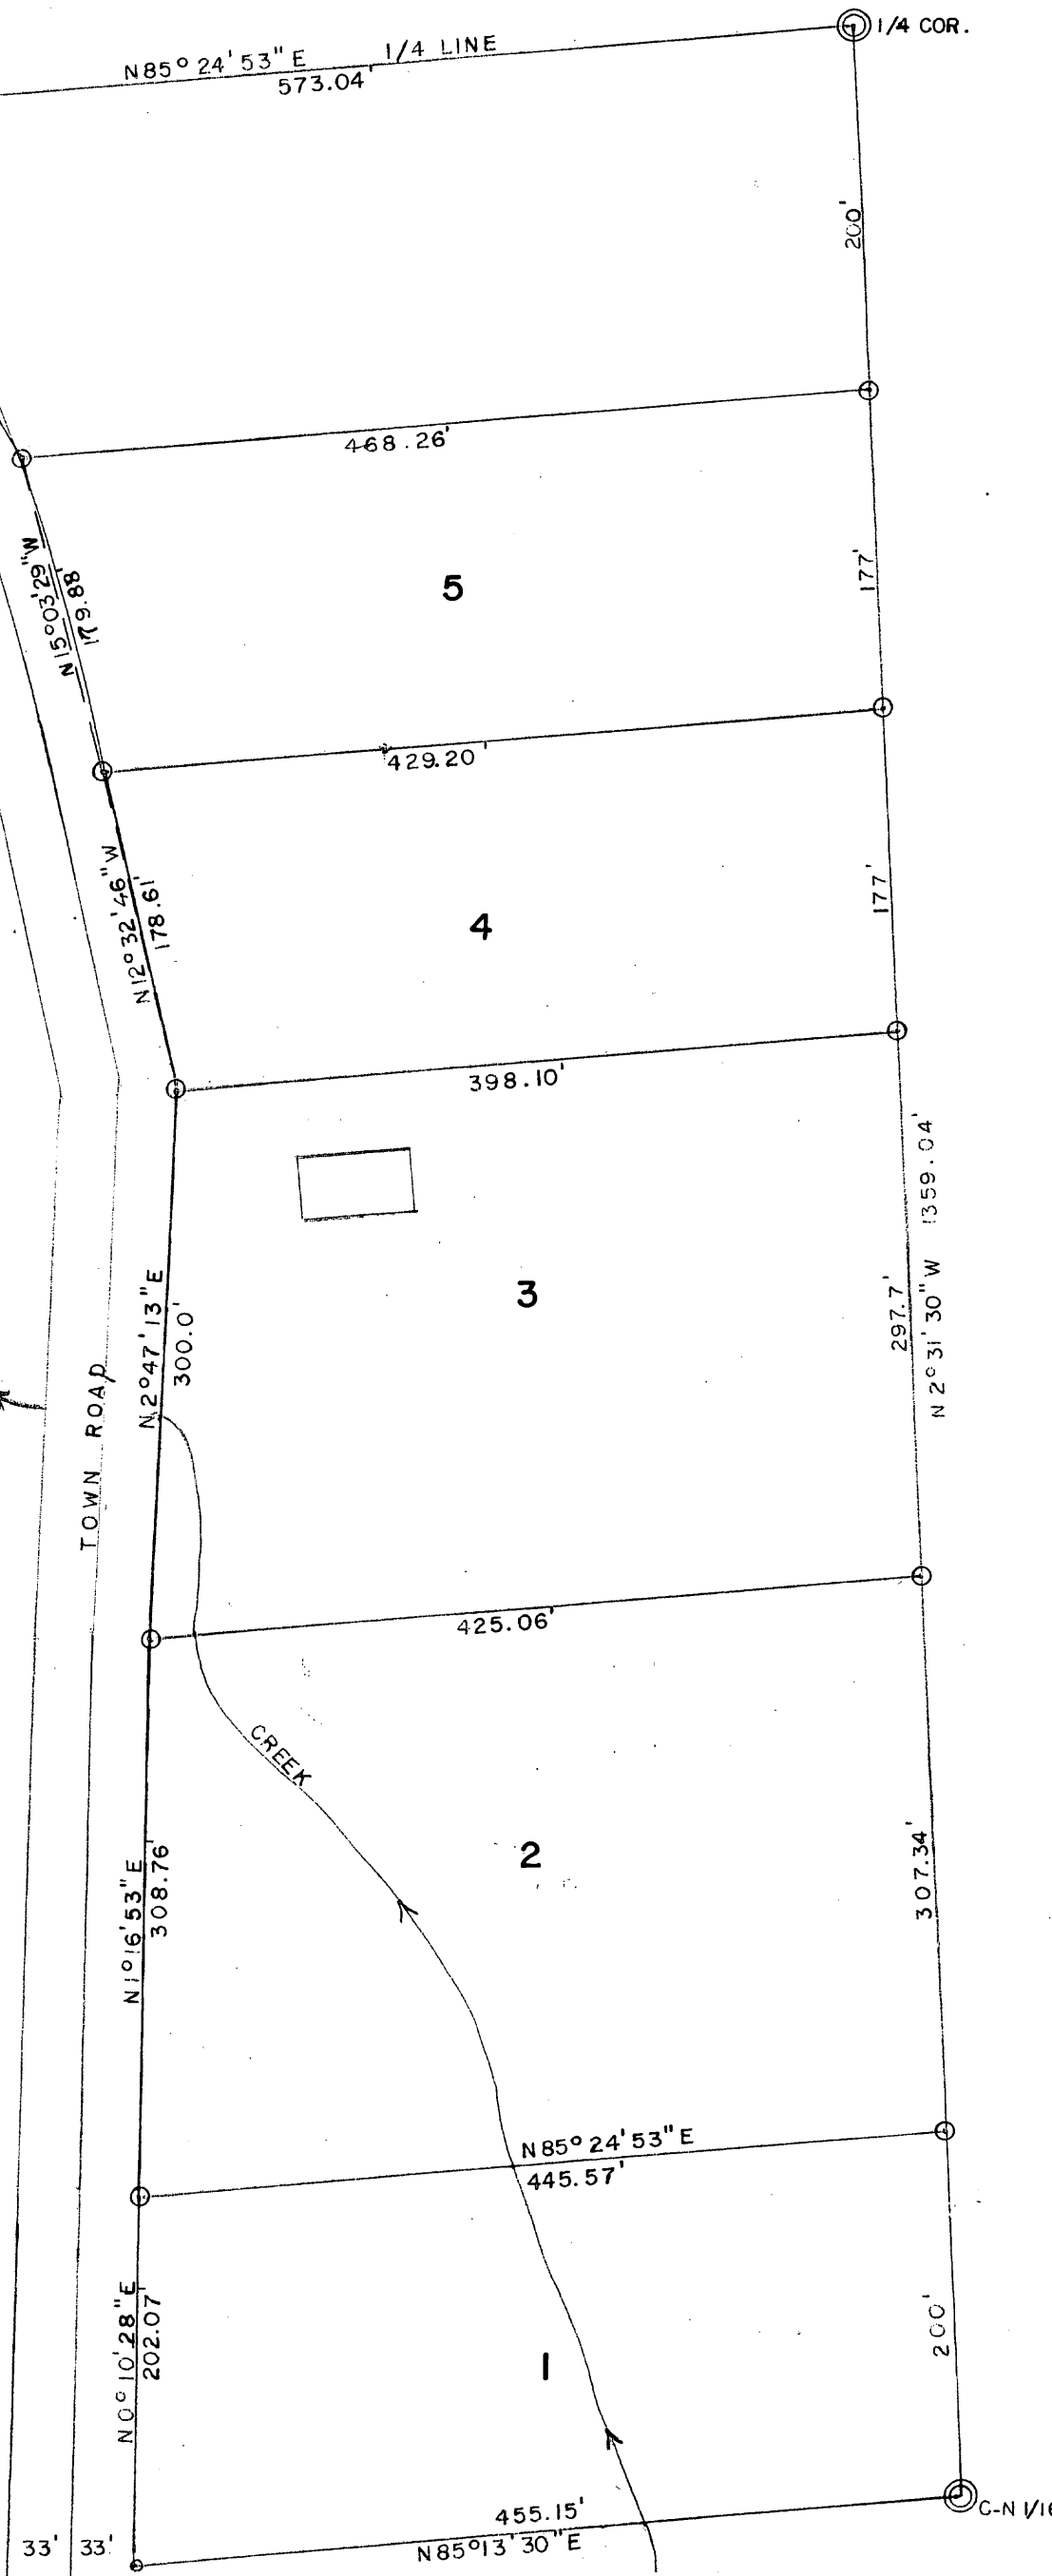 1/4 COR.
N85° 24' 53" E 1/4 LINE
573.04'
200'
468.26'
N15°03'29"W
179.88'
5
177'
429.20'
N12°32'46"W
178.61'
4
177'
398.10'
3
N 2°47'13"E
300.0'
297.7'
N 2°31'30"W 1359.04'
TOWN ROAD
425.06'
CREEK
2
N1°16'53"E
308.76'
307.34'
N85°24'53"E
445.57'
N0°10'28"E
202.07'
1
200'
455.15'
N85°13'30"E
C-N 1/16
33' 33'